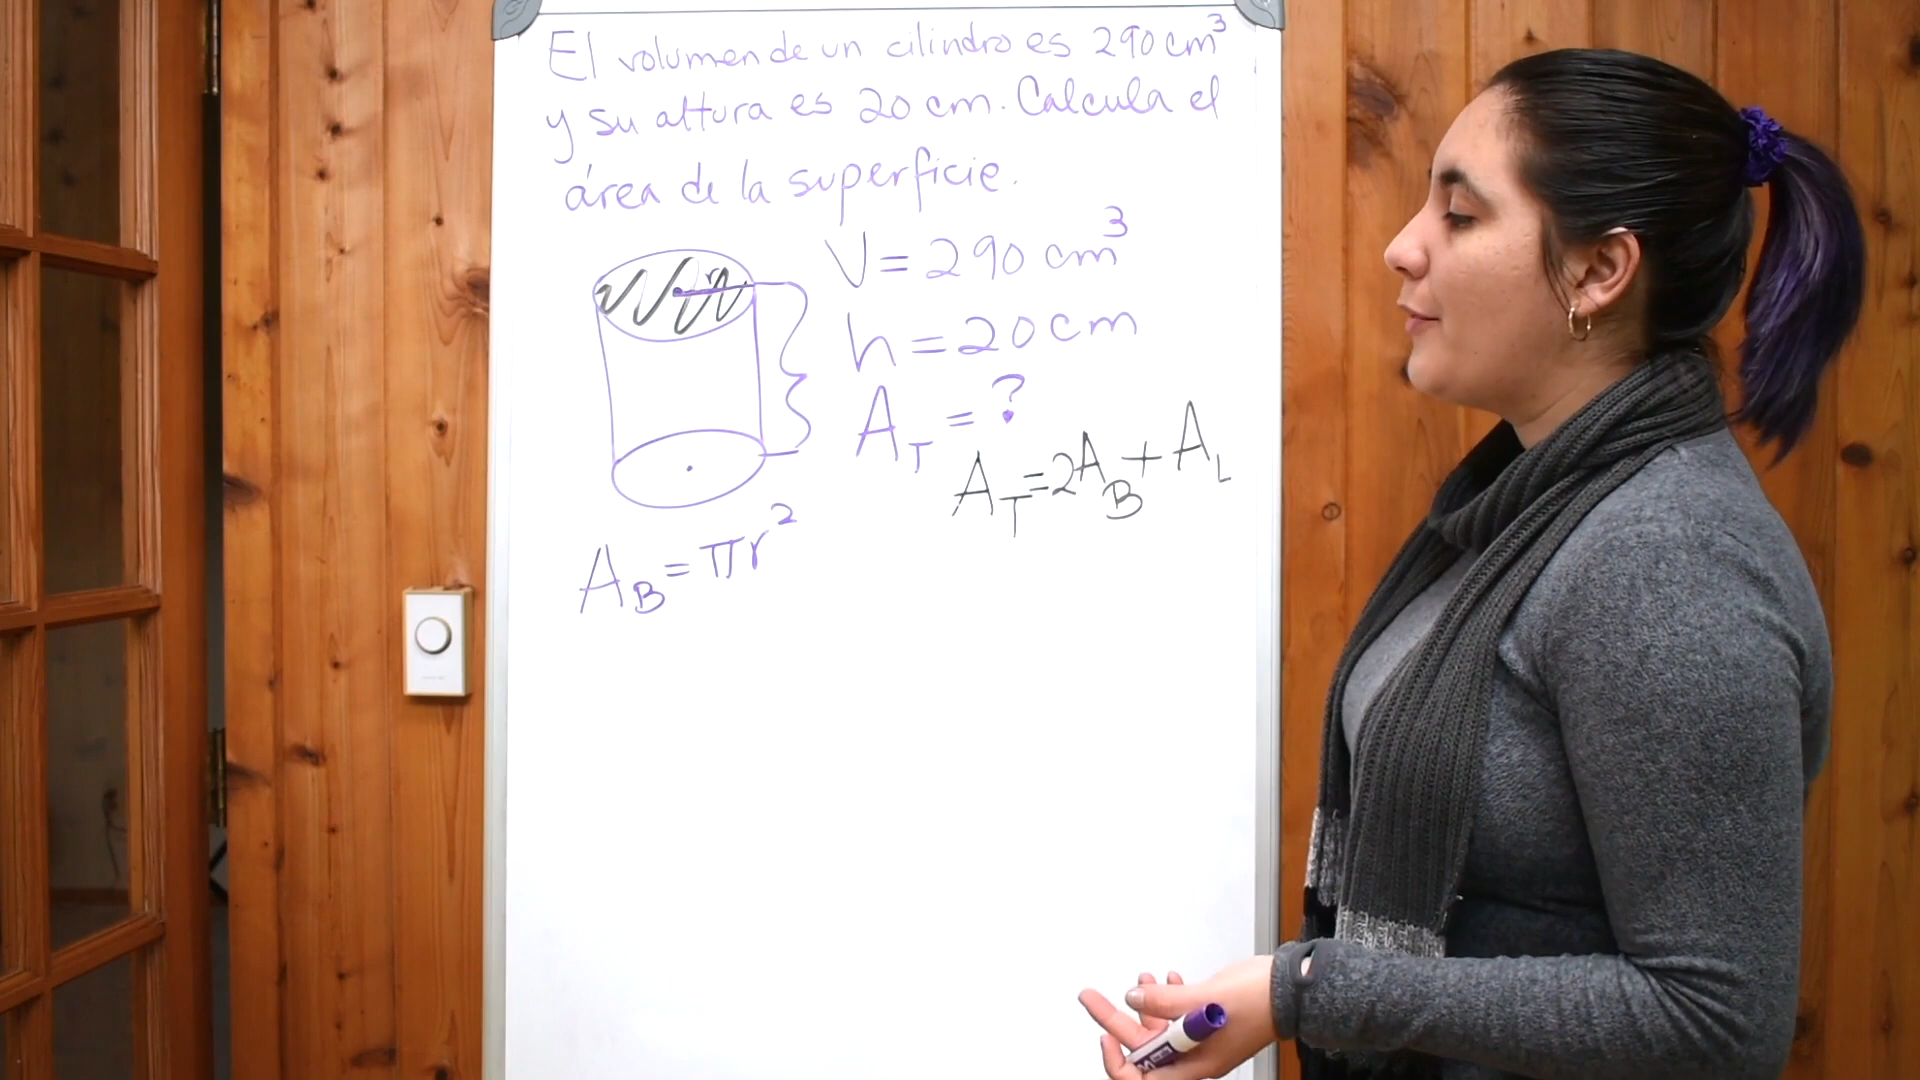 El volumen de un cilindro es 290 cm³
y su altura es 20 cm. Calcula el
área de la superficie.
r
V = 290 cm³
h = 20 cm
A_T = ?
A_T = 2A_B + A_L
A_B = πr²